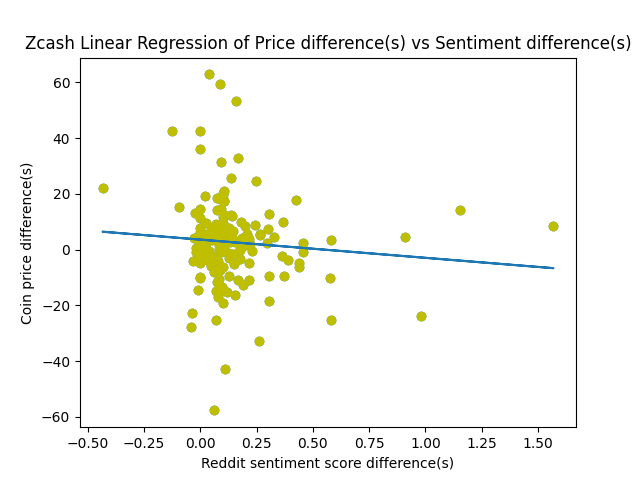 Zcash Linear Regression of Price difference(s) vs Sentiment difference(s)
Coin price difference(s)
60
40
20
0
−20
−40
−60
−0.50 −0.25 0.00 0.25 0.50 0.75 1.00 1.25 1.50
Reddit sentiment score difference(s)